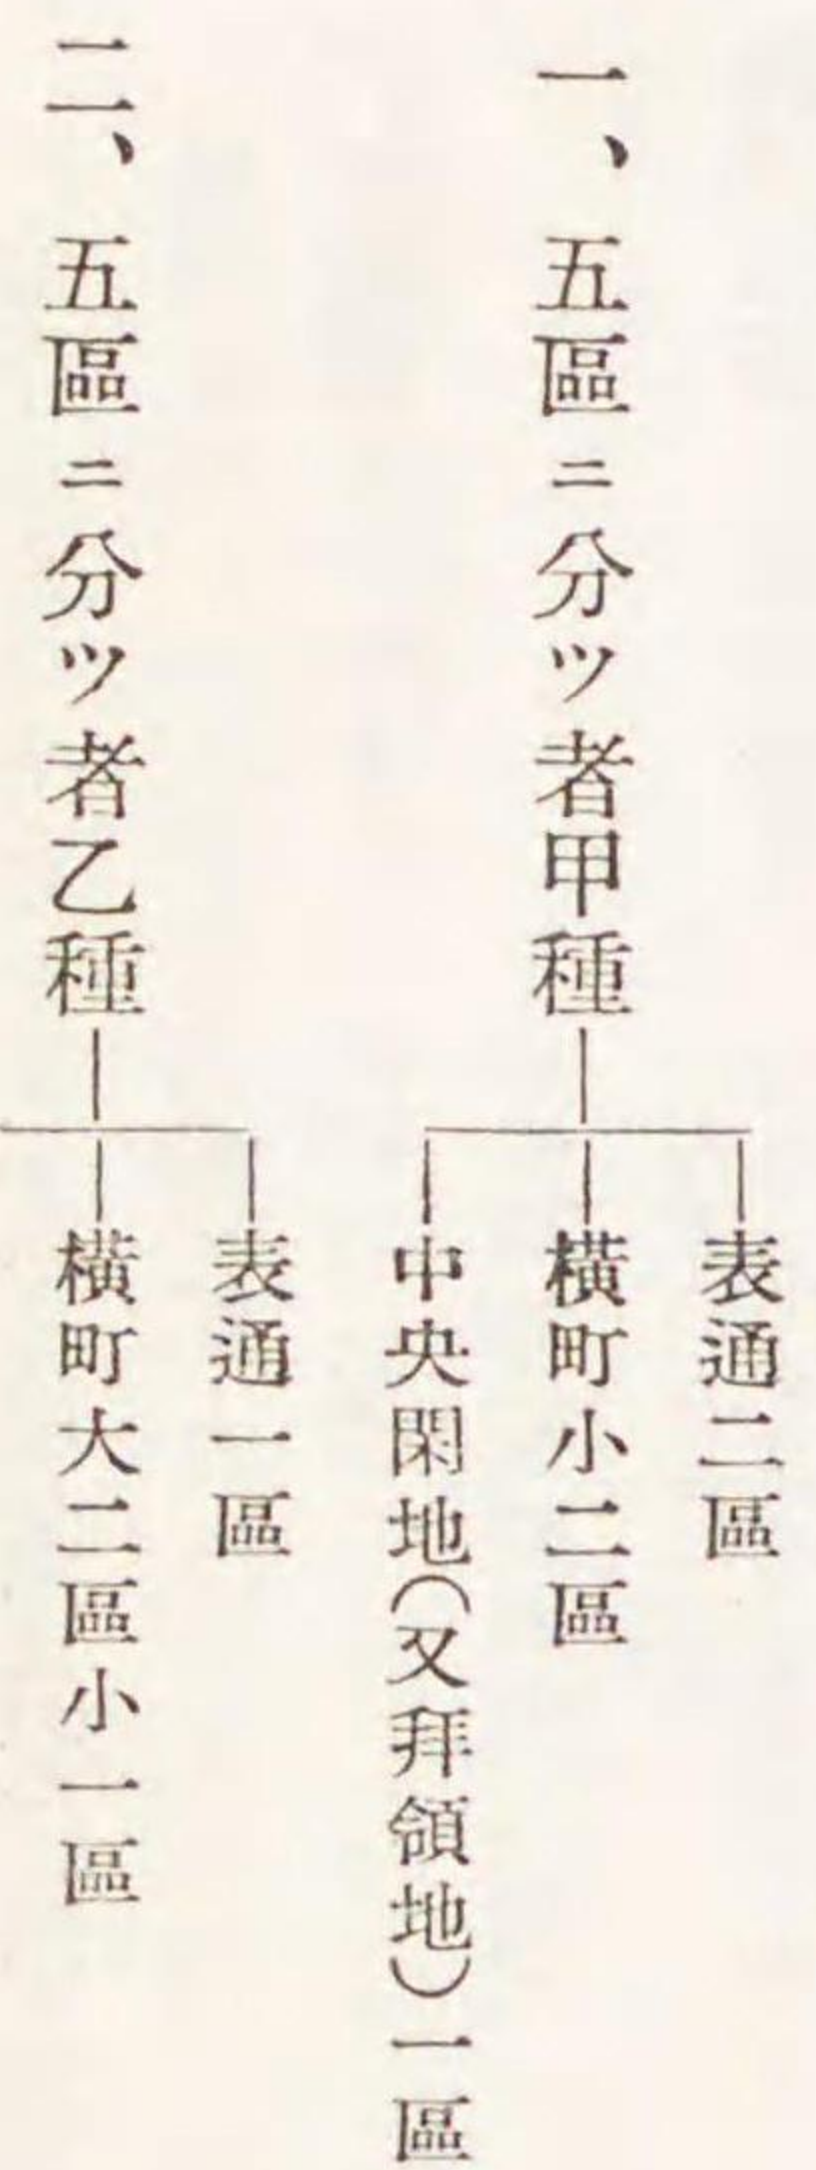 一、五區ニ分ツ者甲種
表通二區
橫町小二區
中央閑地(又拜領地)一區
二、五區ニ分ツ者乙種
表通一區
橫町大二區小一區